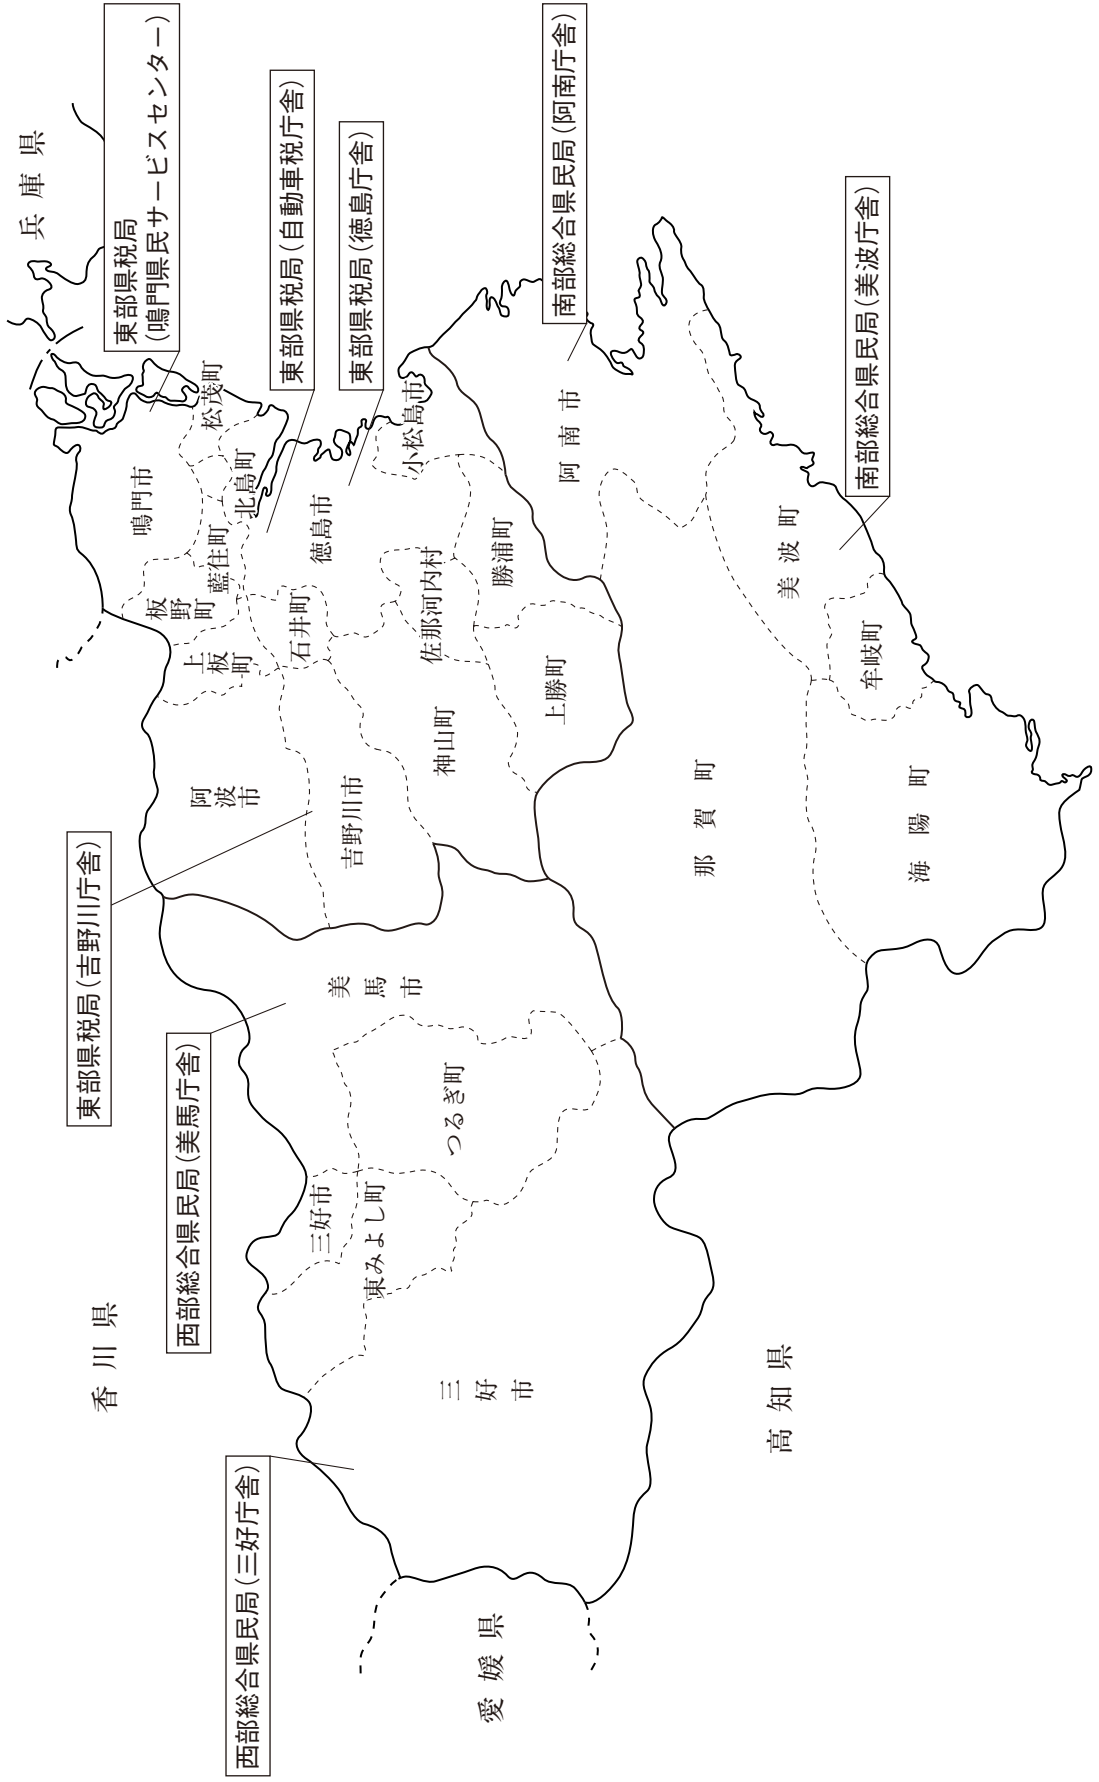 兵庫県
東部県税局
(鳴門県民サービスセンター)
東部県税局(自動車税庁舎)
東部県税局(徳島庁舎)
南部総合県民局(阿南庁舎)
南部総合県民局(美波庁舎)
東部県税局(吉野川庁舎)
西部総合県民局(美馬庁舎)
西部総合県民局(三好庁舎)
香川県
愛媛県
高知県
鳴門市
松茂町
北島町
藍住町
板野町
上板町
阿波市
徳島市
石井町
吉野川市
小松島市
佐那河内村
勝浦町
上勝町
神山町
阿南市
那賀町
美波町
牟岐町
海陽町
美馬市
つるぎ町
三好市
東みよし町
三好市